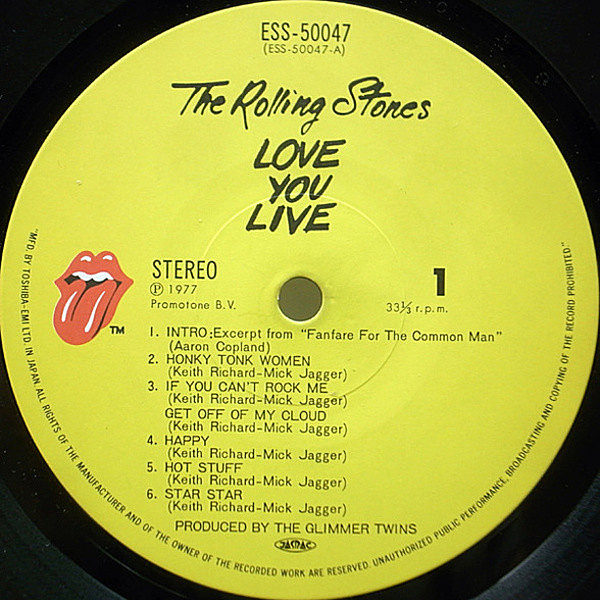 ESS-50047
(ESS-50047-A)
The Rolling Stones
LOVE
YOU
LIVE
STEREO
Ⓟ 1977
Promotone B.V.
1
33⅓ r.p.m.
TM
1. INTRO:Excerpt from "Fanfare For The Common Man"
(Aaron Copland)
2. HONKY TONK WOMEN
(Keith Richard-Mick Jagger)
3. IF YOU CAN'T ROCK ME
(Keith Richard-Mick Jagger)
GET OFF OF MY CLOUD
(Keith Richard-Mick Jagger)
4. HAPPY
(Keith Richard-Mick Jagger)
5. HOT STUFF
(Keith Richard-Mick Jagger)
6. STAR STAR
(Keith Richard-Mick Jagger)
PRODUCED BY THE GLIMMER TWINS
JASRAC
"MFD. BY TOSHIBA-EMI LTD. IN JAPAN. ALL RIGHTS OF THE MANUFACTURER AND OF THE OWNER OF THE RECORDED WORK ARE RESERVED. UNAUTHORIZED PUBLIC PERFORMANCE, BROADCASTING AND COPYING OF THE RECORD PROHIBITED."